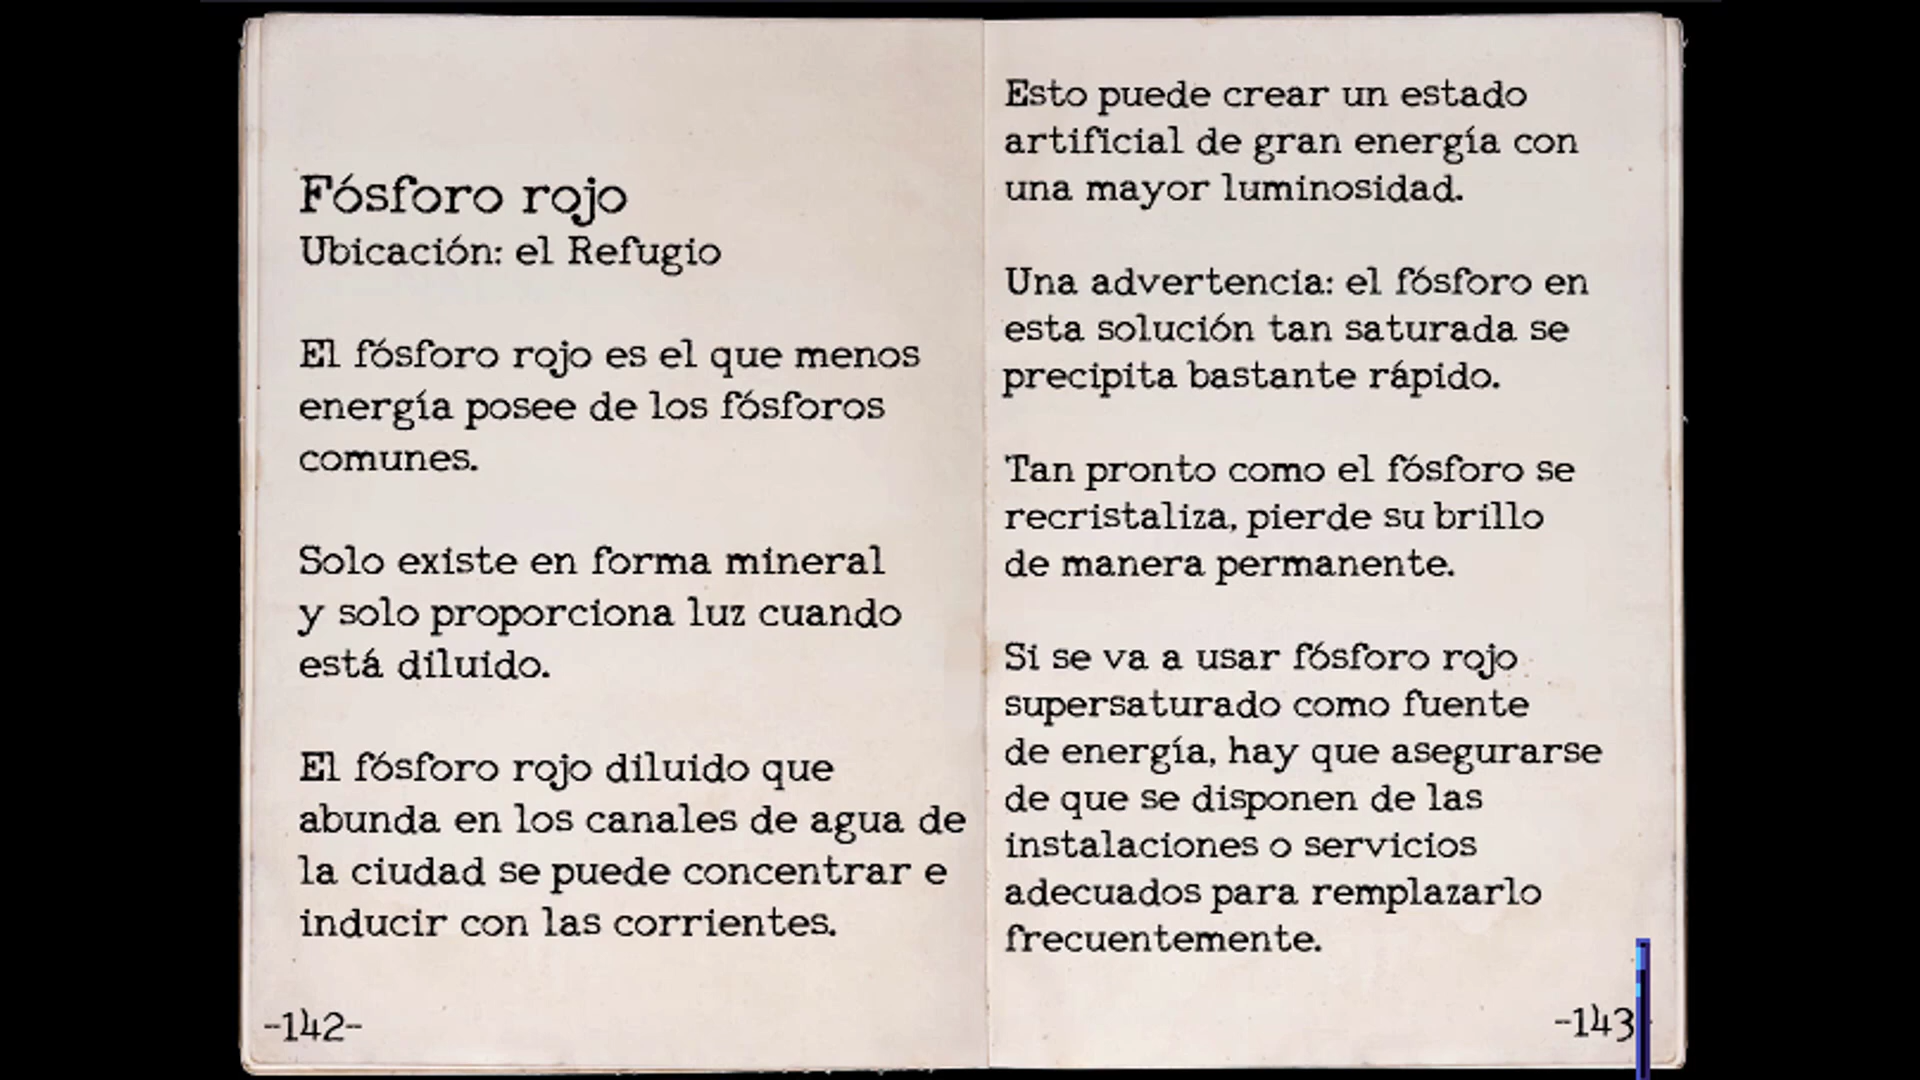 Fósforo rojo
Ubicación: el Refugio
El fósforo rojo es el que menos
energía posee de los fósforos
comunes.
Solo existe en forma mineral
y solo proporciona luz cuando
está diluido.
El fósforo rojo diluido que
abunda en los canales de agua de
la ciudad se puede concentrar e
inducir con las corrientes.
-142-
Esto puede crear un estado
artificial de gran energía con
una mayor luminosidad.
Una advertencia: el fósforo en
esta solución tan saturada se
precipita bastante rápido.
Tan pronto como el fósforo se
recristaliza, pierde su brillo
de manera permanente.
Si se va a usar fósforo rojo
supersaturado como fuente
de energía, hay que asegurarse
de que se disponen de las
instalaciones o servicios
adecuados para remplazarlo
frecuentemente.
-143-